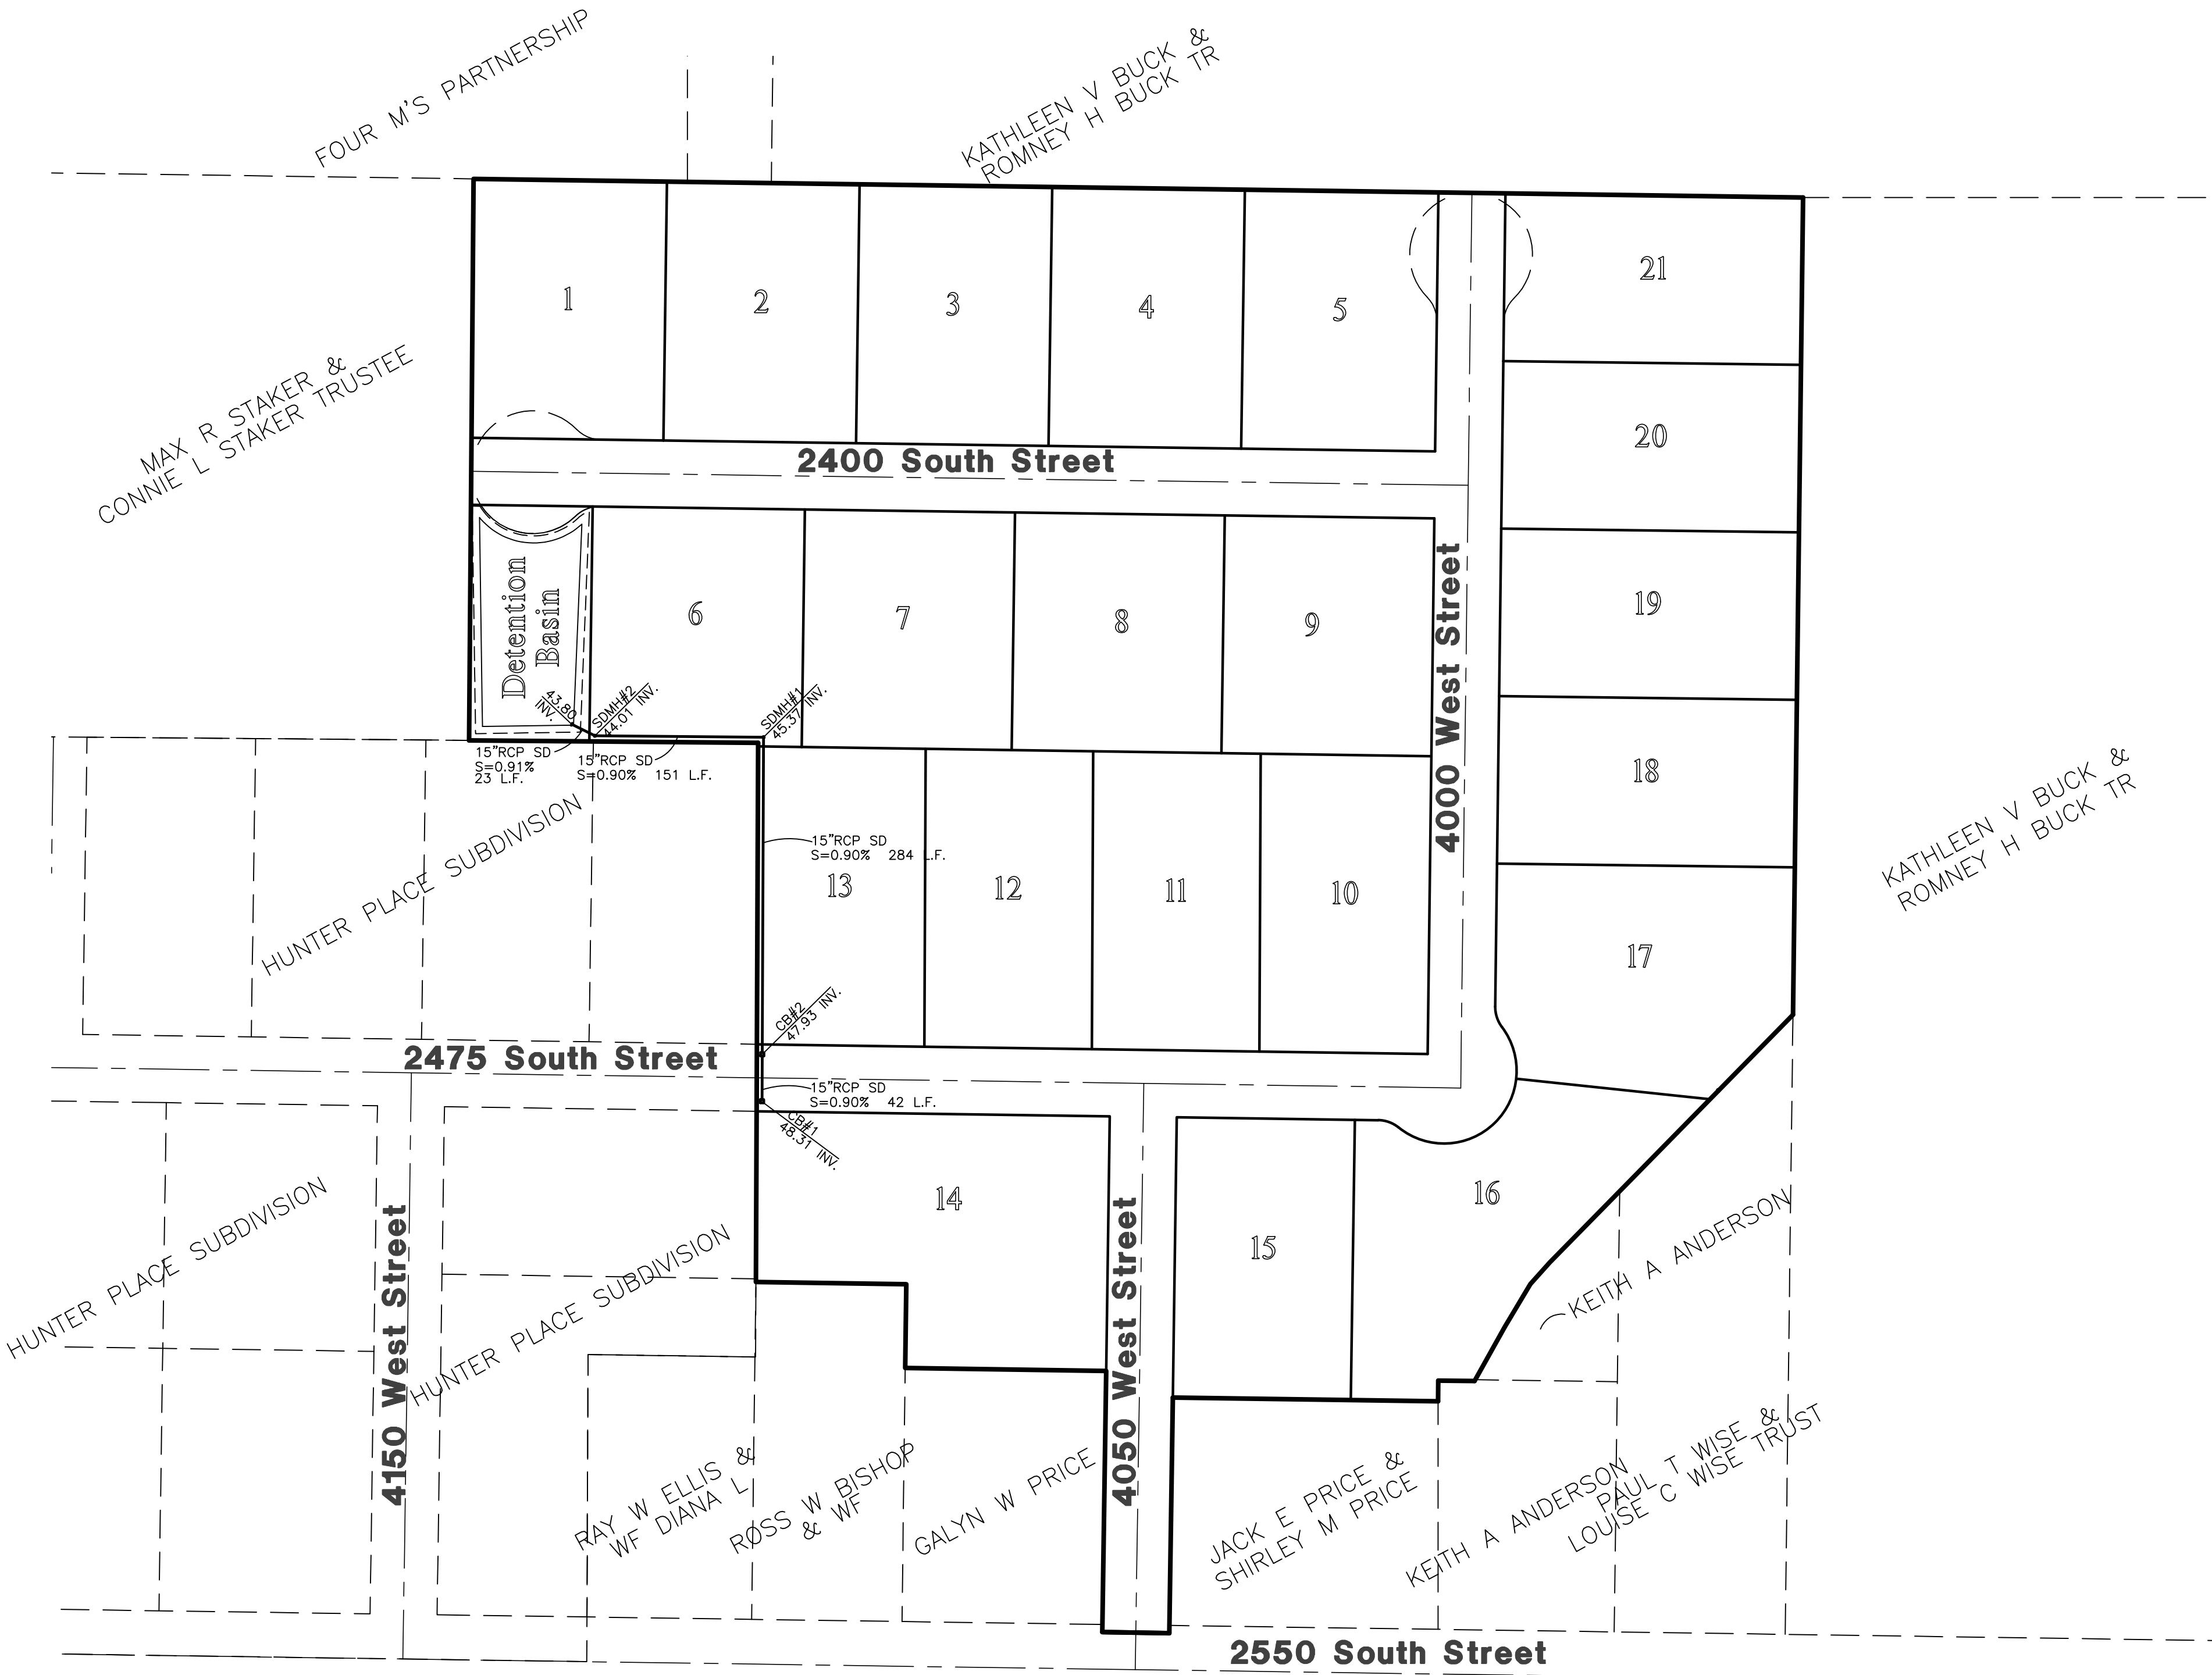 FOUR M'S PARTNERSHIP
KATHLEEN V BUCK &
ROMNEY H BUCK TR
MAX R STAKER &
CONNIE L STAKER TRUSTEE
1
2
3
4
5
21
20
2400 South Street
Detention
Basin
6
7
8
9
19
4000 West Street
43.80
INV.
SDMH#2
44.01 INV.
SDMH#1
45.37 INV.
15"RCP SD
S=0.91%
23 L.F.
15"RCP SD
S=0.90% 151 L.F.
18
KATHLEEN V BUCK &
ROMNEY H BUCK TR
HUNTER PLACE SUBDIVISION
15"RCP SD
S=0.90% 284 L.F.
13
12
11
10
17
CB#2
47.93 INV.
2475 South Street
15"RCP SD
S=0.90% 42 L.F.
CB#1
48.31 INV.
14
15
16
HUNTER PLACE SUBDIVISION
4150 West Street
HUNTER PLACE SUBDIVISION
4050 West Street
KEITH A ANDERSON
RAY W ELLIS &
WF DIANA L
ROSS W BISHOP
& WF
GALYN W PRICE
JACK E PRICE &
SHIRLEY M PRICE
KEITH A ANDERSON
PAUL T WISE &
LOUISE C WISE TRUST
2550 South Street